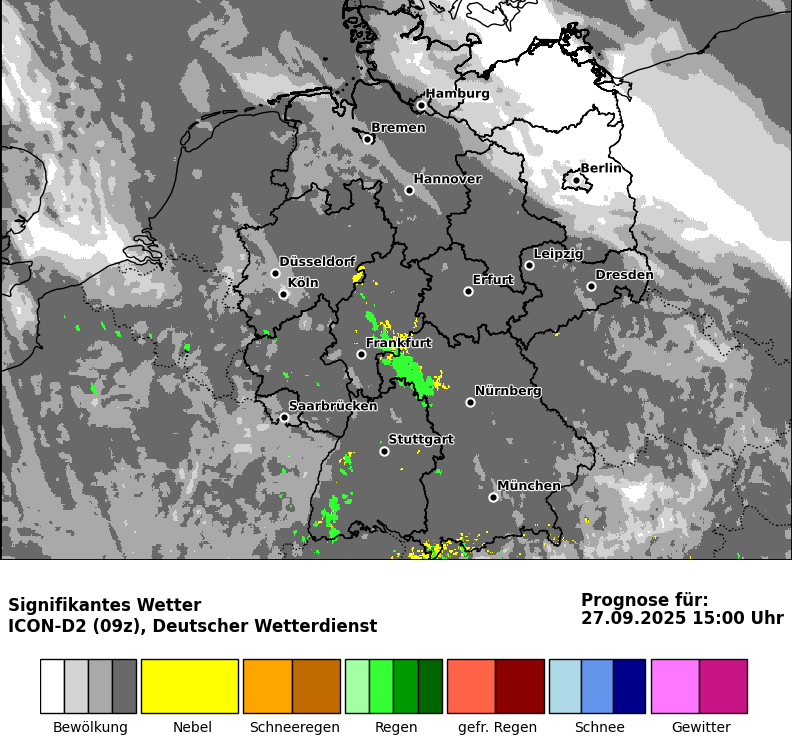 Hamburg
Bremen
Berlin
Hannover
Düsseldorf
Leipzig
Köln
Erfurt
Dresden
Frankfurt
Nürnberg
Saarbrücken
Stuttgart
München
Signifikantes Wetter
ICON-D2 (09z), Deutscher Wetterdienst
Prognose für:
27.09.2025 15:00 Uhr
Bewölkung
Nebel
Schneeregen
Regen
gefr. Regen
Schnee
Gewitter